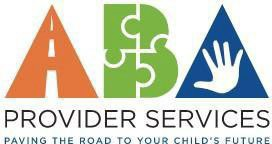 ABA
PROVIDER SERVICES
PAVING THE ROAD TO YOUR CHILD'S FUTURE